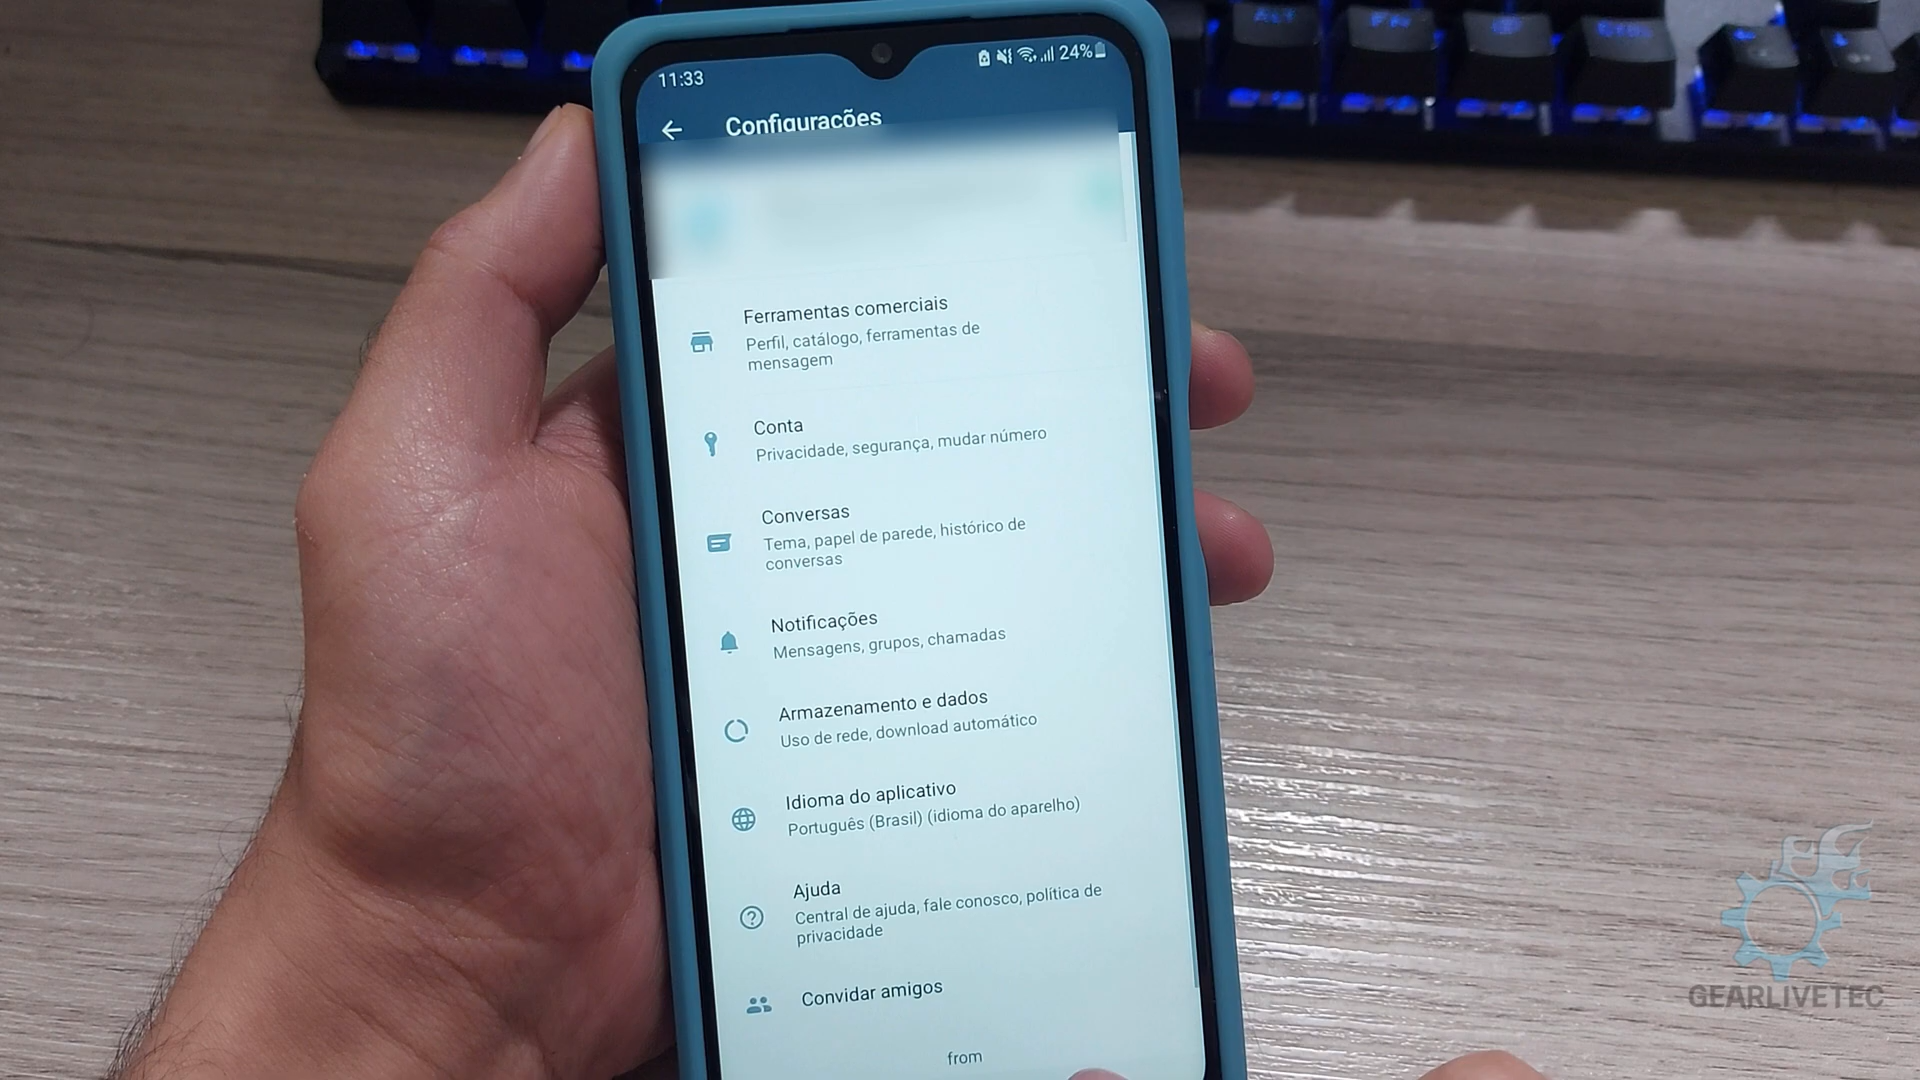 ALT
FN
11:33
24%
Configurações
Ferramentas comerciais
Perfil, catálogo, ferramentas de
mensagem
Conta
Privacidade, segurança, mudar número
Conversas
Tema, papel de parede, histórico de
conversas
Notificações
Mensagens, grupos, chamadas
Armazenamento e dados
Uso de rede, download automático
Idioma do aplicativo
Português (Brasil) (idioma do aparelho)
Ajuda
Central de ajuda, fale conosco, política de
privacidade
Convidar amigos
from
GEARLIVETEC